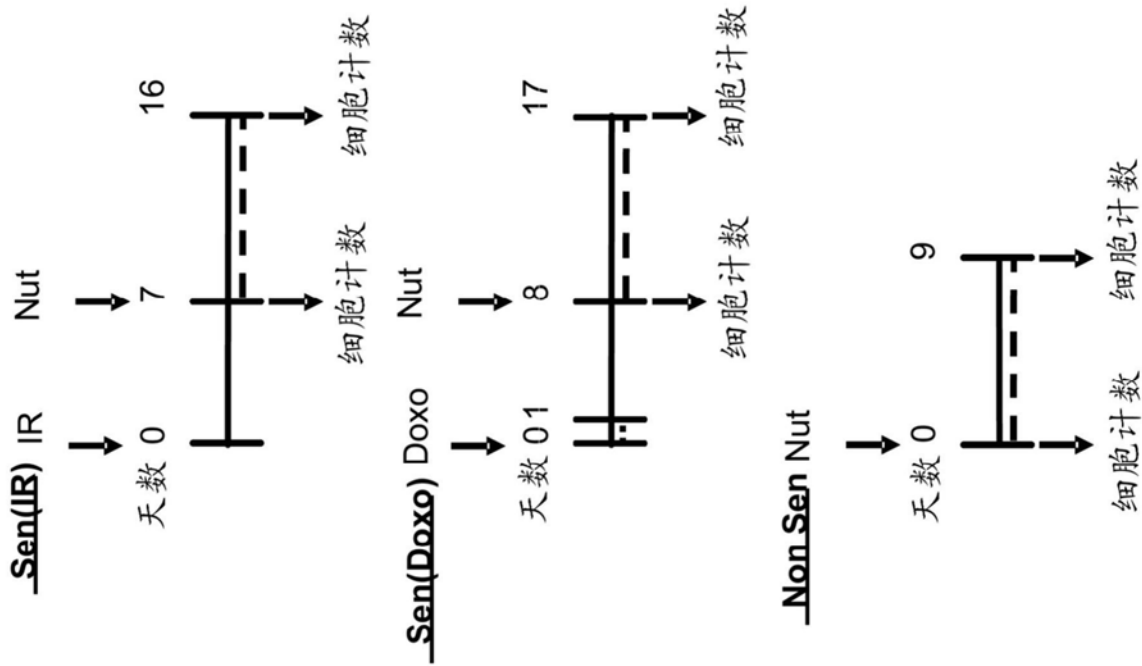 Sen(IR) IR Nut
天数 0 7 16
细胞计数 细胞计数
Sen(Doxo) Doxo Nut
天数 0 1 8 17
细胞计数 细胞计数
Non Sen Nut
天数 0 9
细胞计数 细胞计数